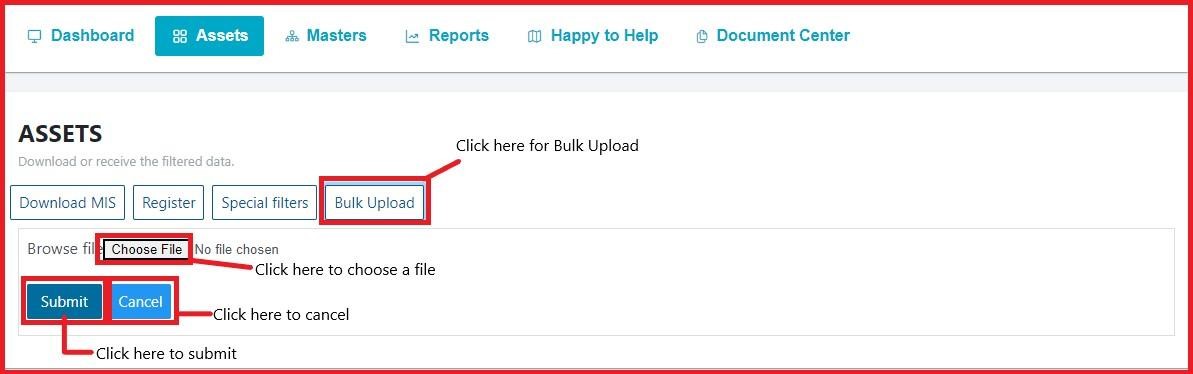 Dashboard Assets Masters Reports Happy to Help Document Center
ASSETS
Click here for Bulk Upload
Download or receive the filtered data.
Download MIS Register Special filters Bulk Upload
Browse file Choose File No file chosen
Click here to choose a file
Submit Cancel
Click here to cancel
Click here to submit